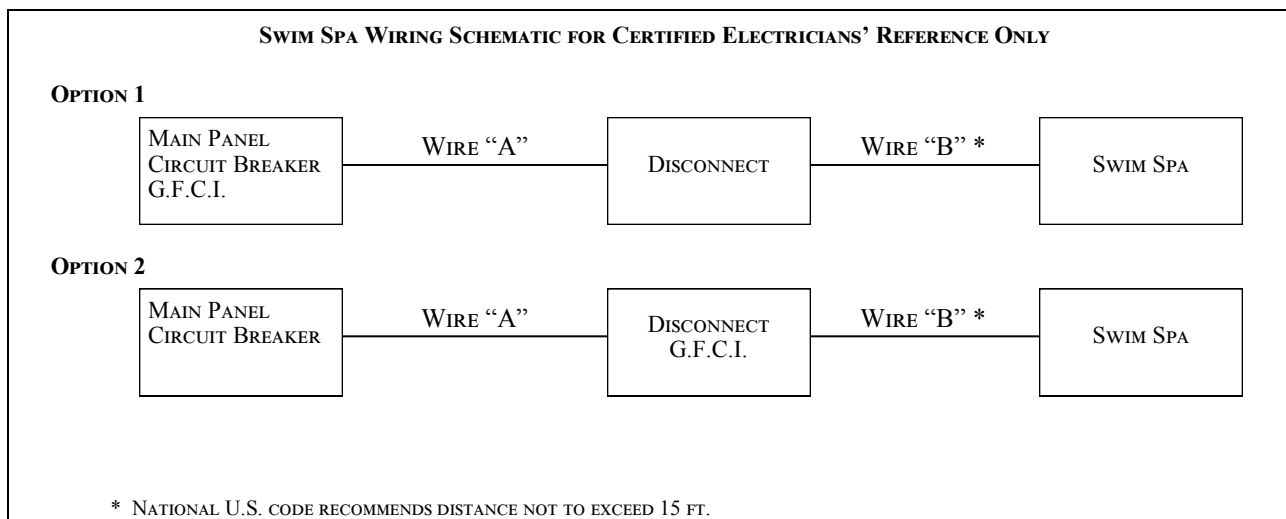 Swim Spa Wiring Schematic for Certified Electricians’ Reference Only
Option 1
Main Panel
Circuit Breaker
G.F.C.I.
Wire “A”
Disconnect
Wire “B” *
Swim Spa
Option 2
Main Panel
Circuit Breaker
Wire “A”
Disconnect
G.F.C.I.
Wire “B” *
Swim Spa
* National U.S. code recommends distance not to exceed 15 ft.